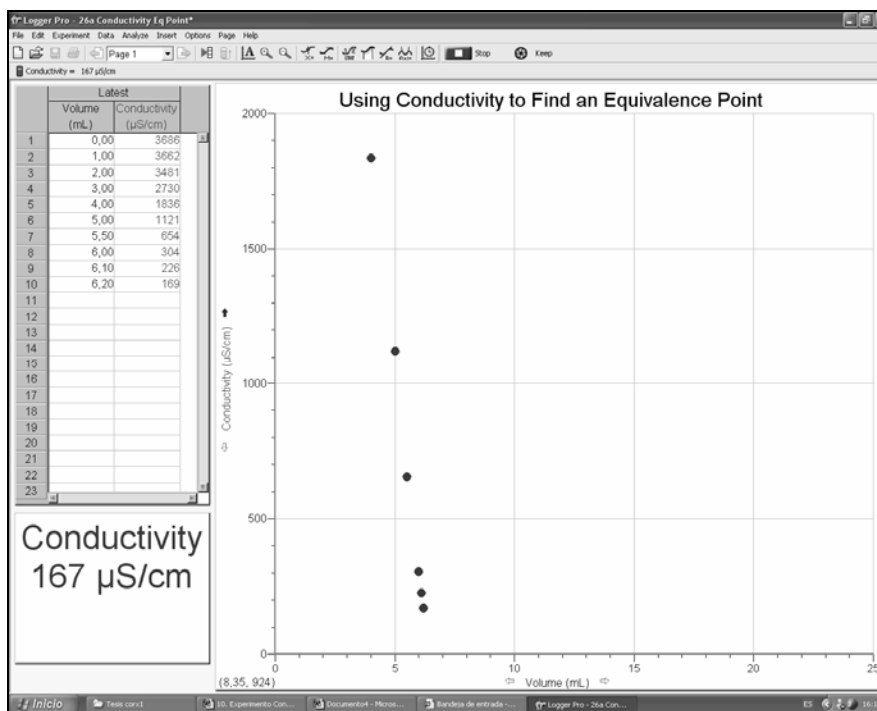 Logger Pro - 26a Conductivity Eq Point*
File Edit Experiment Data Analyze Insert Options Page Help
Page 1
Stop
Keep
Conductivity = 167 µS/cm
Latest
Volume Conductivity
(mL) (µS/cm)
1 0,00 3686
2 1,00 3662
3 2,00 3481
4 3,00 2730
5 4,00 1836
6 5,00 1121
7 5,50 654
8 6,00 304
9 6,10 226
10 6,20 169
11
12
13
14
15
16
17
18
19
20
21
22
23
Conductivity
167 µS/cm
Using Conductivity to Find an Equivalence Point
2000
1500
1000
500
0
Conductivity (µS/cm)
0 5 10 15 20 25
(8,35, 924)
Volume (mL)
Inicio Tesis corx1 10. Experimento Con... Documento4 - Micros... Bandeja de entrada -... Logger Pro - 26a Con... ES